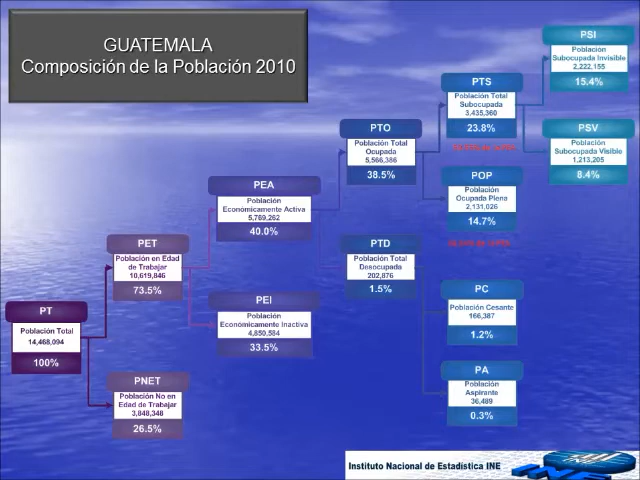 GUATEMALA
Composición de la Población 2010
PSI
Población
Subocupada Invisible
2,222,155
15.4%
PTS
Población Total
Subocupada
3,435,360
23.8%
PSV
Población
Subocupada Visible
1,213,205
8.4%
PTO
Población Total
Ocupada
5,566,386
38.5%
POP
Población
Ocupada Plena
2,131,026
14.7%
PEA
Población
Económicamente Activa
5,769,262
40.0%
PTD
Población Total
Desocupada
202,876
1.5%
PET
Población en Edad
de Trabajar
10,619,846
73.5%
PEI
Población
Económicamente Inactiva
4,850,584
33.5%
PC
Población Cesante
166,387
1.2%
PT
Población Total
14,468,094
100%
PA
Población
Aspirante
36,489
0.3%
PNET
Población No en
Edad de Trabajar
3,848,348
26.5%
Instituto Nacional de Estadística INE
INE